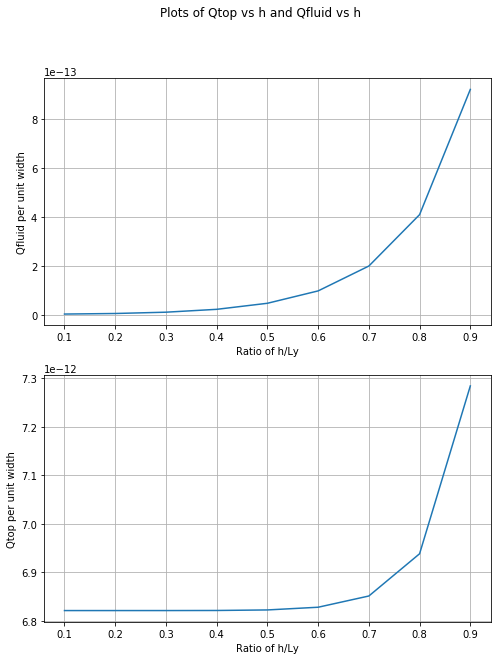 Plots of Qtop vs h and Qfluid vs h
1e−13
8
6
4
2
0
Qfluid per unit width
0.1 0.2 0.3 0.4 0.5 0.6 0.7 0.8 0.9
Ratio of h/Ly
1e−12
7.3
7.2
7.1
7.0
6.9
6.8
Qtop per unit width
0.1 0.2 0.3 0.4 0.5 0.6 0.7 0.8 0.9
Ratio of h/Ly